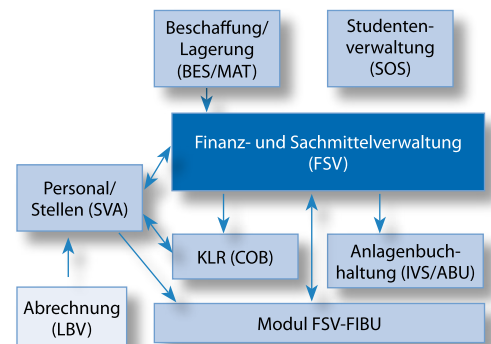 Beschaffung/
Lagerung
(BES/MAT)
Studenten-
verwaltung
(SOS)
Finanz- und Sachmittelverwaltung
(FSV)
Personal/
Stellen (SVA)
KLR (COB)
Anlagenbuch-
haltung (IVS/ABU)
Abrechnung
(LBV)
Modul FSV-FIBU